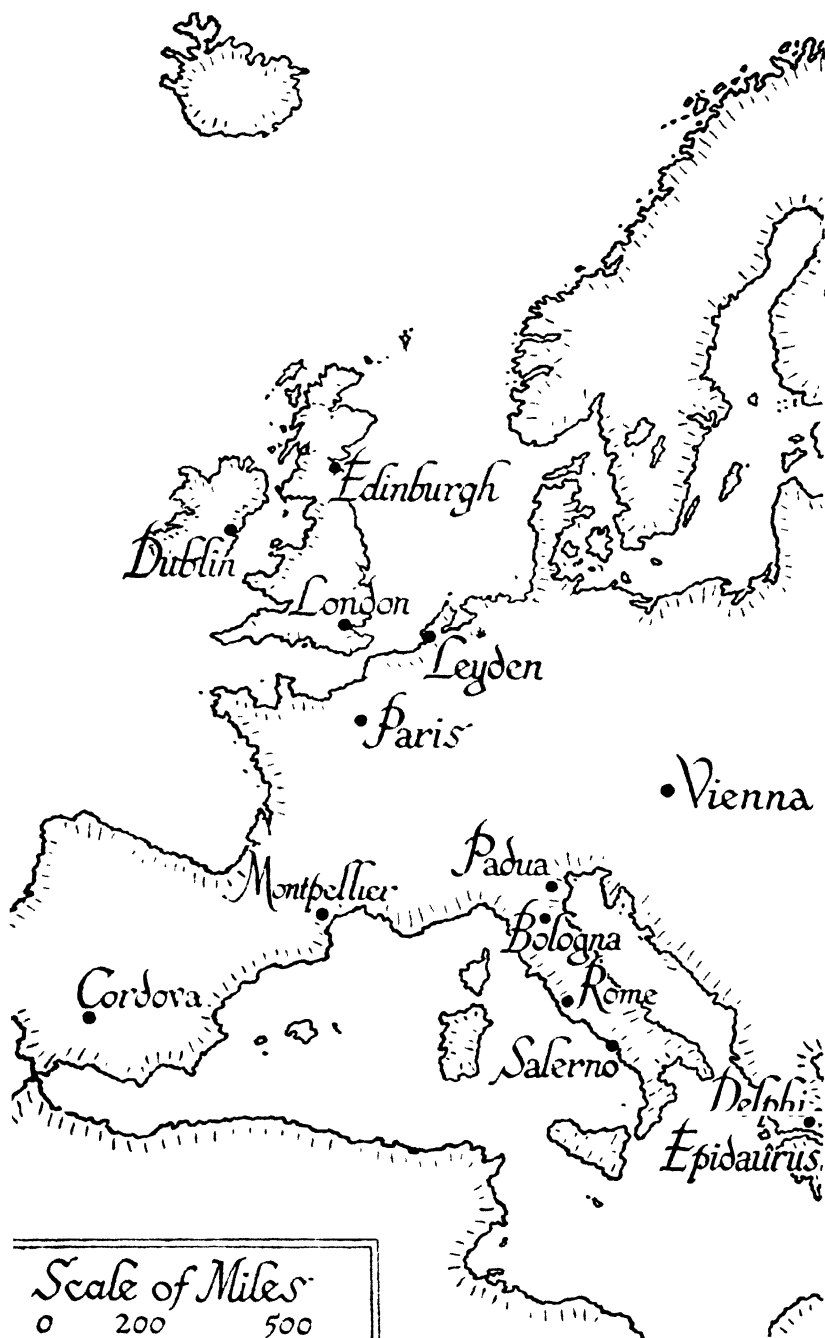 Edinburgh
Dublin
London
Leyden
Paris
Vienna
Padua
Montpellier
Bologna
Cordova
Rome
Salerno
Delphi
Epidaurus
Scale of Miles
0 200 500